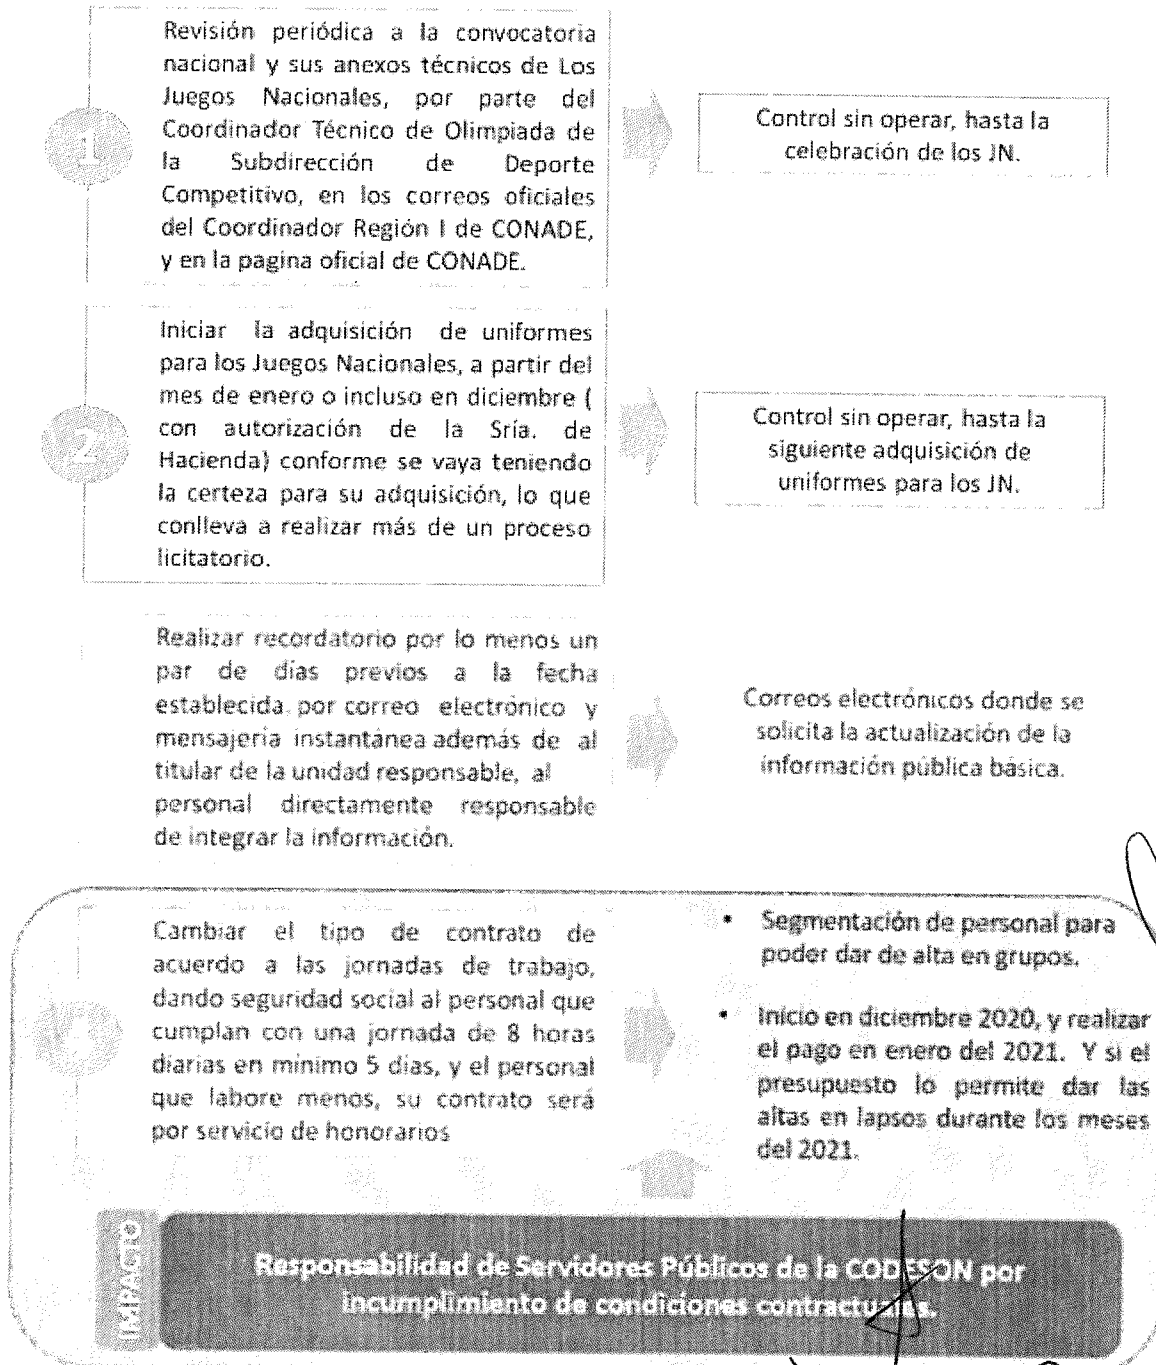 Revisión periódica a la convocatoria
nacional y sus anexos técnicos de Los
Juegos Nacionales, por parte del
Coordinador Técnico de Olimpiada de
la Subdirección de Deporte
Competitivo, en los correos oficiales
del Coordinador Región I de CONADE,
y en la pagina oficial de CONADE.
1
Control sin operar, hasta la
celebración de los JN.
Iniciar la adquisición de uniformes
para los Juegos Nacionales, a partir del
mes de enero o incluso en diciembre (
con autorización de la Sría. de
Hacienda) conforme se vaya teniendo
la certeza para su adquisición, lo que
conlleva a realizar más de un proceso
licitatorio.
2
Control sin operar, hasta la
siguiente adquisición de
uniformes para los JN.
Realizar recordatorio por lo menos un
par de días previos a la fecha
establecida por correo electrónico y
mensajería instantánea además de al
titular de la unidad responsable, al
personal directamente responsable
de integrar la información.
Correos electrónicos donde se
solicita la actualización de la
información pública básica.
Cambiar el tipo de contrato de
acuerdo a las jornadas de trabajo,
dando seguridad social al personal que
cumplan con una jornada de 8 horas
diarias en mínimo 5 días, y el personal
que labore menos, su contrato será
por servicio de honorarios
• Segmentación de personal para
poder dar de alta en grupos.
• Inicio en diciembre 2020, y realizar
el pago en enero del 2021. Y si el
presupuesto lo permite dar las
altas en lapsos durante los meses
del 2021.
IMPACTO
Responsabilidad de Servidores Públicos de la CODESON por
incumplimiento de condiciones contractuales.